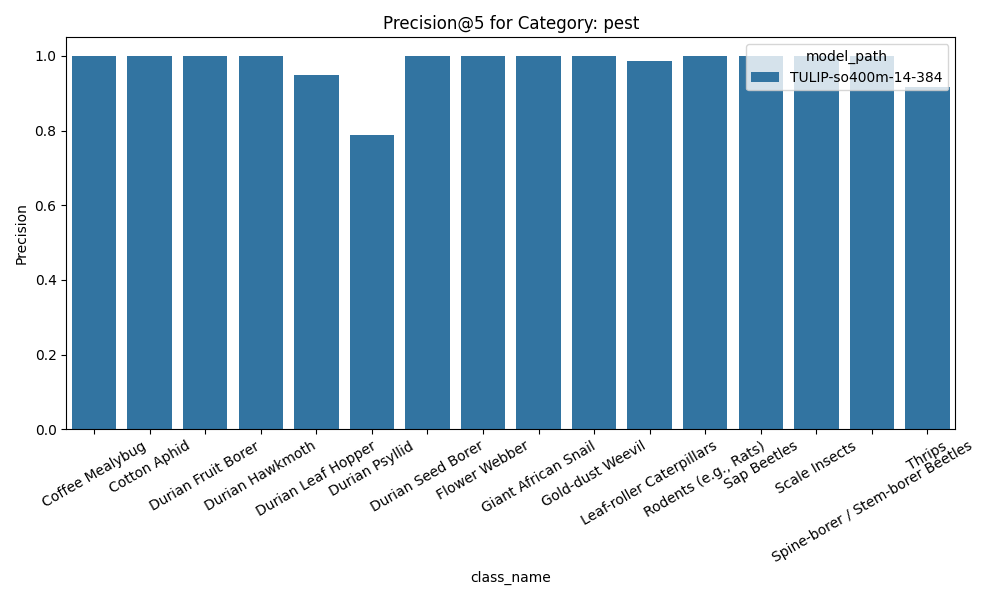 Precision@5 for Category: pest
model_path
TULIP-so400m-14-384
Precision
1.0
0.8
0.6
0.4
0.2
0.0
Coffee Mealybug
Cotton Aphid
Durian Fruit Borer
Durian Hawkmoth
Durian Leaf Hopper
Durian Psyllid
Durian Seed Borer
Flower Webber
Giant African Snail
Gold-dust Weevil
Leaf-roller Caterpillars
Rodents (e.g., Rats)
Sap Beetles
Scale Insects
Spine-borer / Stem-borer Beetles
Thrips
class_name